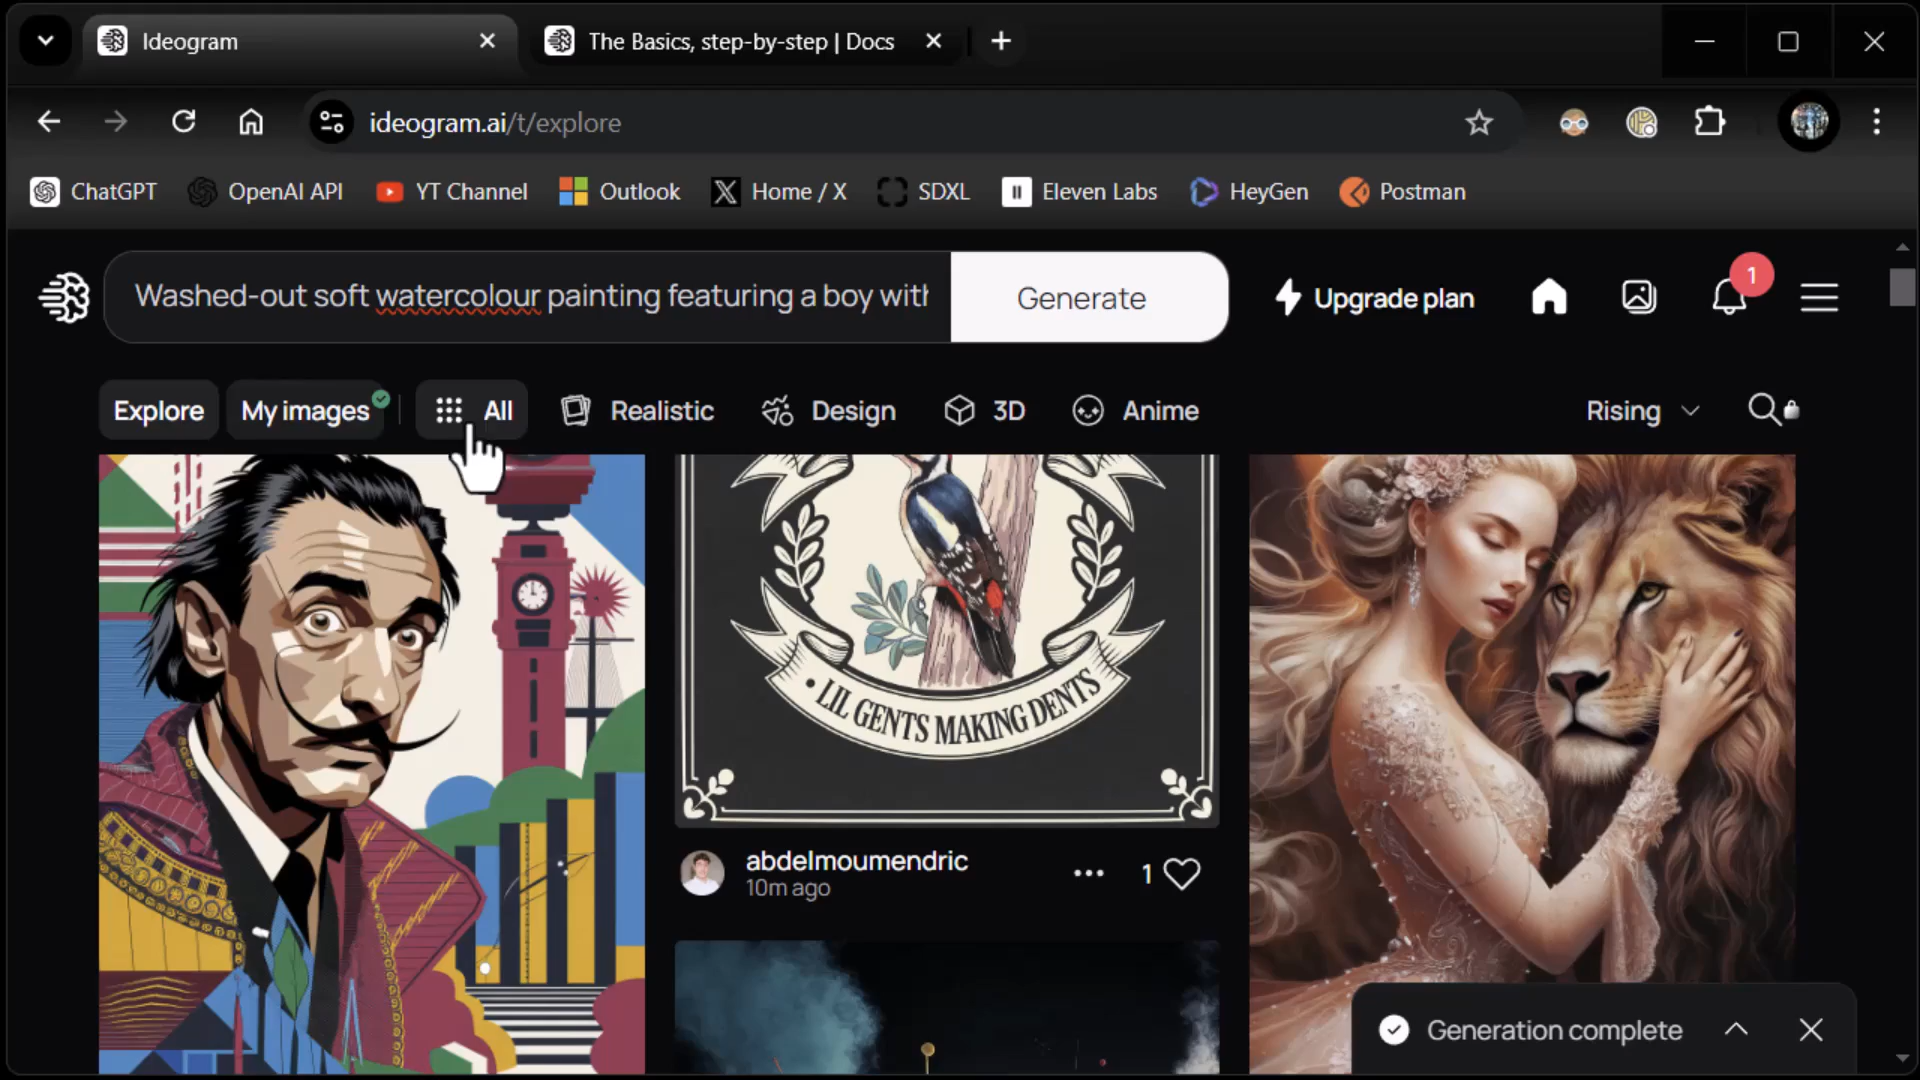 Ideogram
The Basics, step-by-step | Docs
ideogram.ai/t/explore
ChatGPT
OpenAI API
YT Channel
Outlook
Home / X
SDXL
Eleven Labs
HeyGen
Postman
Washed-out soft watercolour painting featuring a boy with
Generate
Upgrade plan
1
Explore
My images
All
Realistic
Design
3D
Anime
Rising
• LIL GENTS MAKING DENTS
abdelmoumendric
10m ago
1
Generation complete